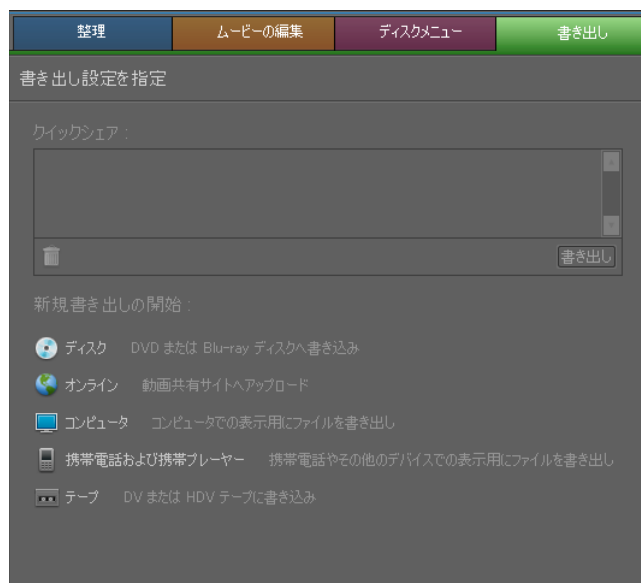 整理 ムービーの編集 ディスクメニュー 書き出し
書き出し設定を指定
クイックシェア :
書き出し
新規書き出しの開始 :
ディスク DVD または Blu-ray ディスクへ書き込み
オンライン 動画共有サイトへアップロード
コンピュータ コンピュータでの表示用にファイルを書き出し
携帯電話および携帯プレーヤー 携帯電話やその他のデバイスでの表示用にファイルを書き出し
テープ DV または HDV テープに書き込み